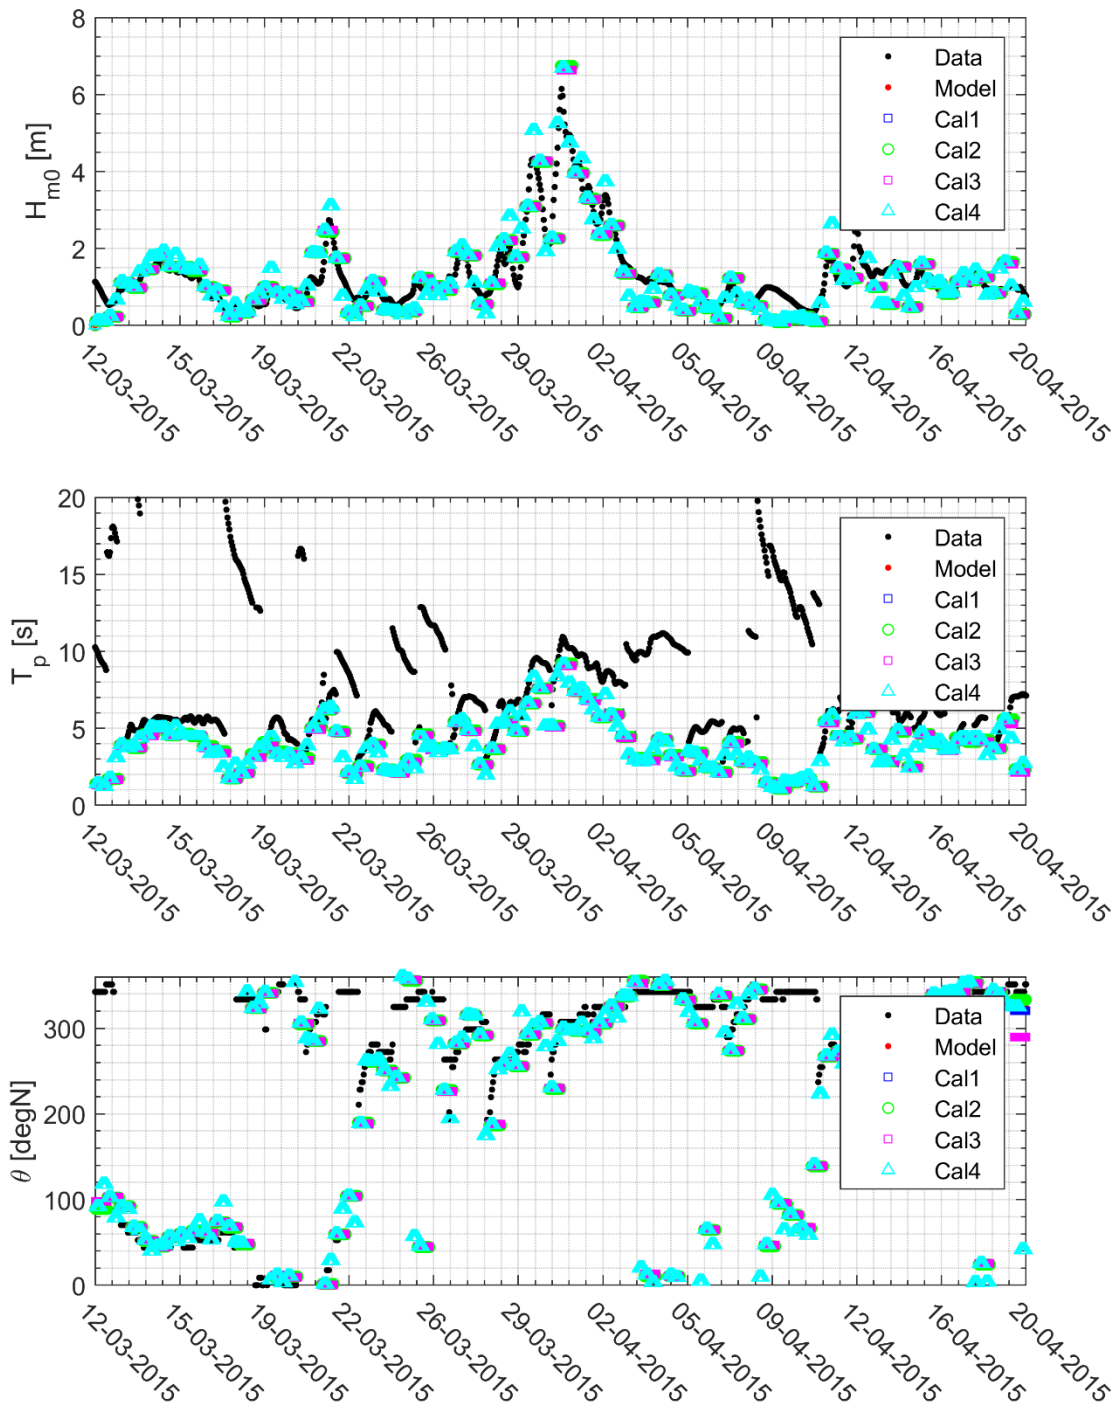 8
6
4
2
0
H_m0 [m]
Data
Model
Cal1
Cal2
Cal3
Cal4
12-03-2015
15-03-2015
19-03-2015
22-03-2015
26-03-2015
29-03-2015
02-04-2015
05-04-2015
09-04-2015
12-04-2015
16-04-2015
20-04-2015
20
15
10
5
0
T_p [s]
Data
Model
Cal1
Cal2
Cal3
Cal4
12-03-2015
15-03-2015
19-03-2015
22-03-2015
26-03-2015
29-03-2015
02-04-2015
05-04-2015
09-04-2015
12-04-2015
16-04-2015
20-04-2015
300
200
100
0
θ [degN]
Data
Model
Cal1
Cal2
Cal3
Cal4
12-03-2015
15-03-2015
19-03-2015
22-03-2015
26-03-2015
29-03-2015
02-04-2015
05-04-2015
09-04-2015
12-04-2015
16-04-2015
20-04-2015